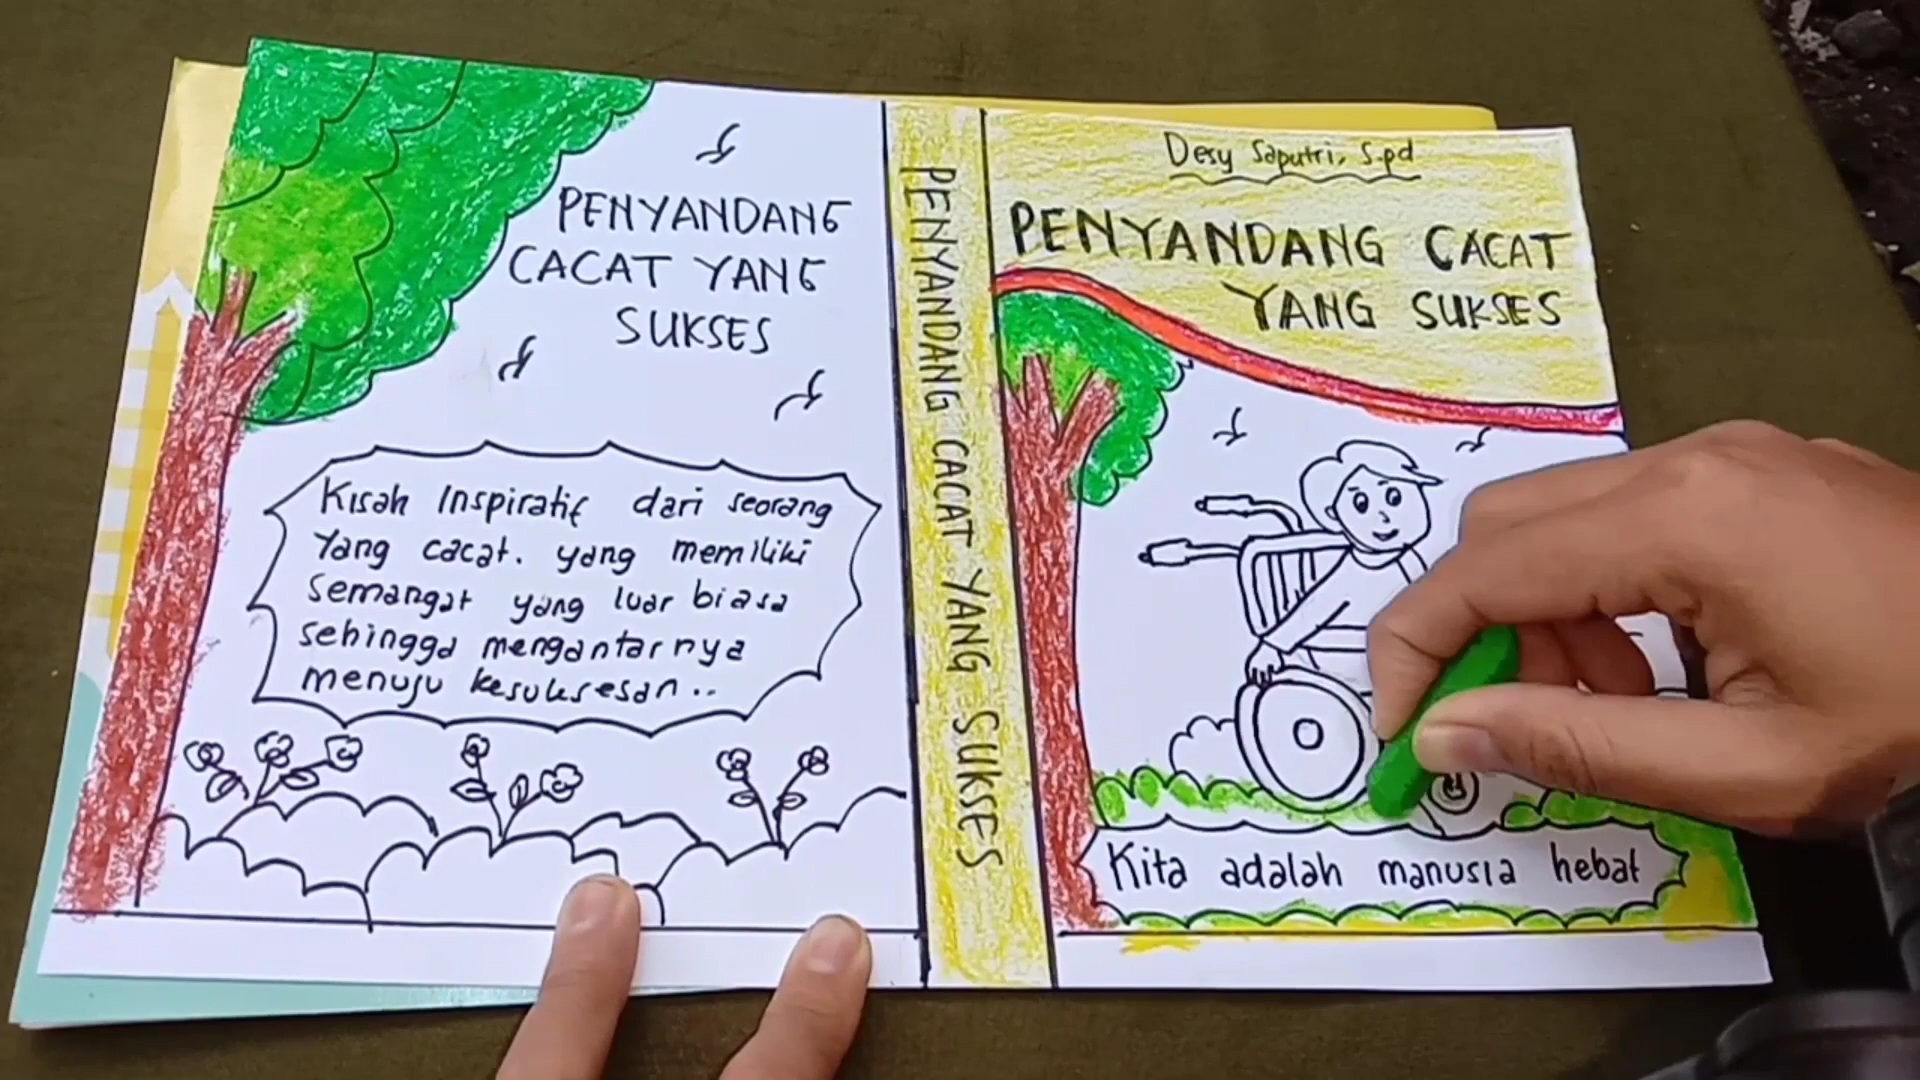 PENYANDANG
CACAT YANG
SUKSES
Kisah Inspiratif dari seorang
Yang cacat. yang memiliki
semangat yang luar biasa
sehingga mengantarnya
menuju kesuksesan..
PENYANDANG CACAT YANG SUKSES
Desy Saputri, S.pd
PENYANDANG CACAT
YANG SUKSES
Kita adalah manusia hebat